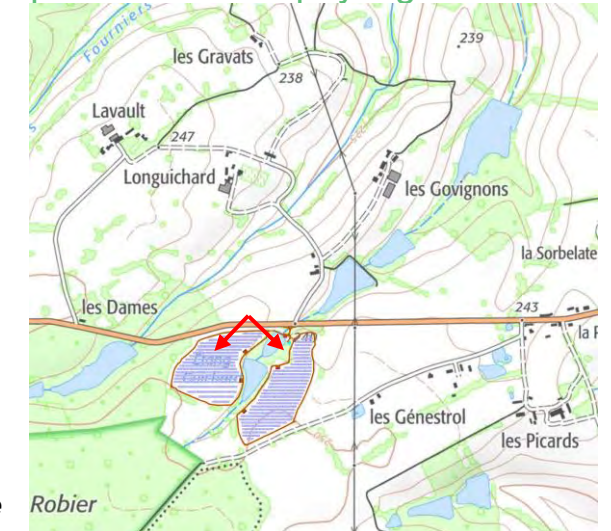 Fourniers
les Gravats
239
238
Lavault
247
Longuichard
les Govignons
la Sorbelate
les Dames
243
Étang
les Génestrol
les Picards
Robier
e